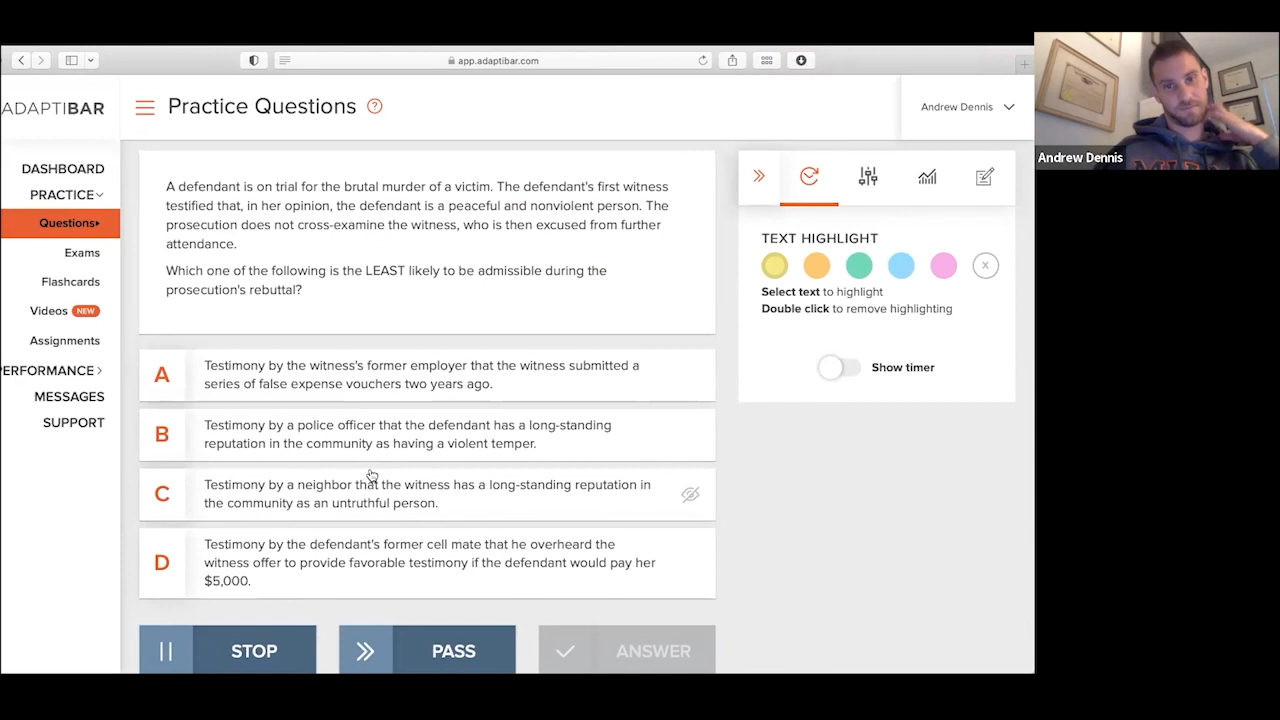 app.adaptibar.com
ADAPTIBAR
Practice Questions ?
Andrew Dennis
DASHBOARD
PRACTICE
Questions
Exams
Flashcards
Videos NEW
Assignments
ERFORMANCE
MESSAGES
SUPPORT
A defendant is on trial for the brutal murder of a victim. The defendant's first witness
testified that, in her opinion, the defendant is a peaceful and nonviolent person. The
prosecution does not cross-examine the witness, who is then excused from further
attendance.
Which one of the following is the LEAST likely to be admissible during the
prosecution's rebuttal?
A
Testimony by the witness's former employer that the witness submitted a
series of false expense vouchers two years ago.
B
Testimony by a police officer that the defendant has a long-standing
reputation in the community as having a violent temper.
C
Testimony by a neighbor that the witness has a long-standing reputation in
the community as an untruthful person.
D
Testimony by the defendant's former cell mate that he overheard the
witness offer to provide favorable testimony if the defendant would pay her
$5,000.
STOP
PASS
ANSWER
TEXT HIGHLIGHT
X
Select text to highlight
Double click to remove highlighting
Show timer
Andrew Dennis